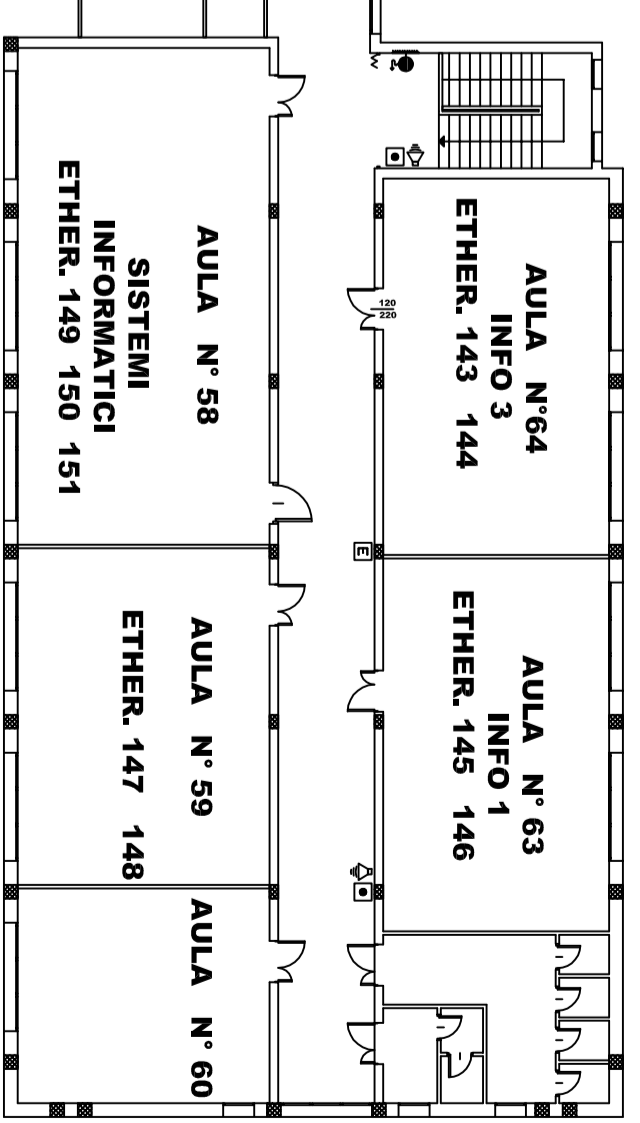 AULA N° 58
SISTEMI
INFORMATICI
ETHER. 149 150 151
AULA N° 59
ETHER. 147 148
AULA N° 60
AULA N°64
INFO 3
ETHER. 143 144
120
220
E
AULA N° 63
INFO 1
ETHER. 145 146